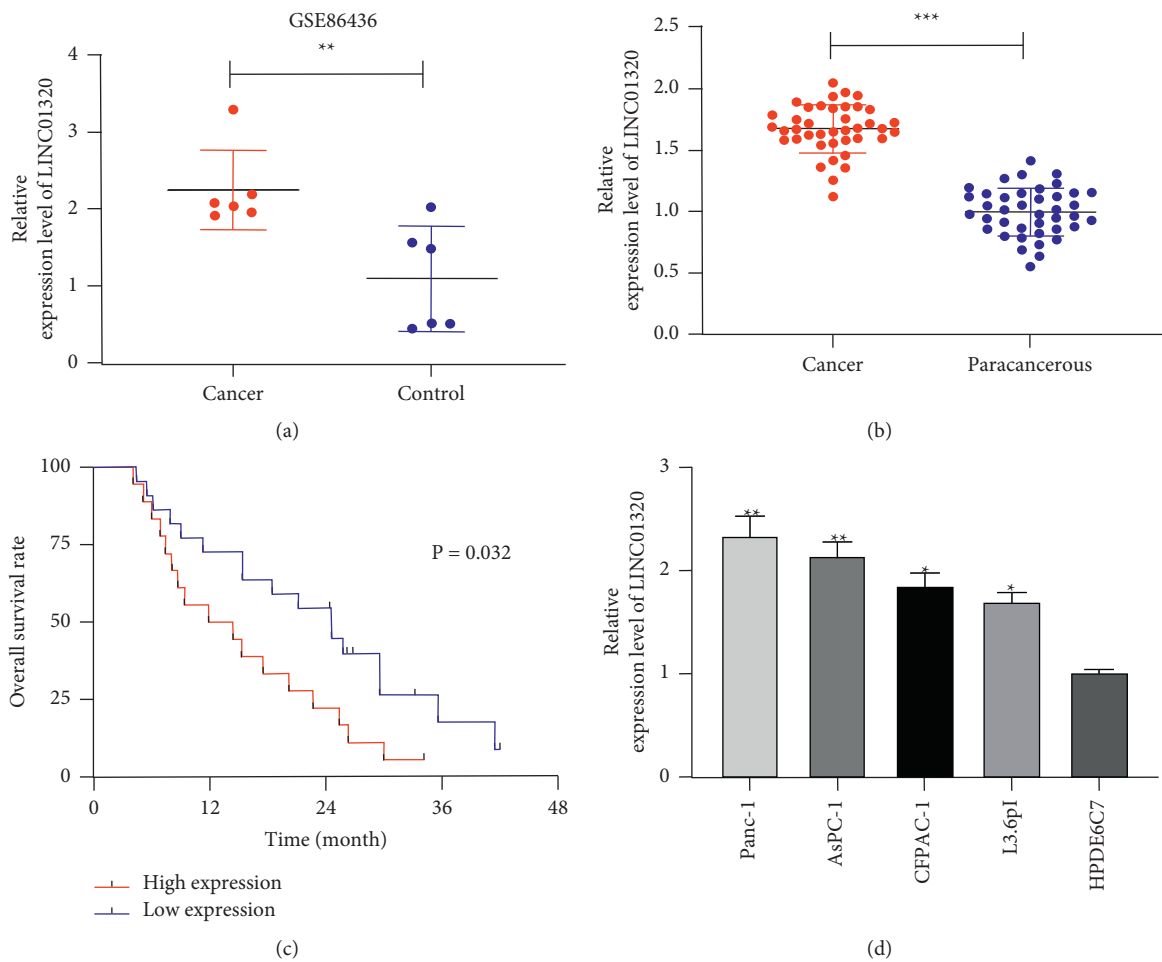 GSE86436
**
Relative
expression level of LINC01320
4
3
2
1
0
Cancer
Control
(a)
***
Relative
expression level of LINC01320
2.5
2.0
1.5
1.0
0.5
0.0
Cancer
Paracancerous
(b)
Overall survival rate
100
75
50
25
0
P = 0.032
0
12
24
36
48
Time (month)
High expression
Low expression
(c)
Relative
expression level of LINC01320
3
2
1
0
**
**
*
*
Panc-1
AsPC-1
CFPAC-1
L3.6pI
HPDE6C7
(d)